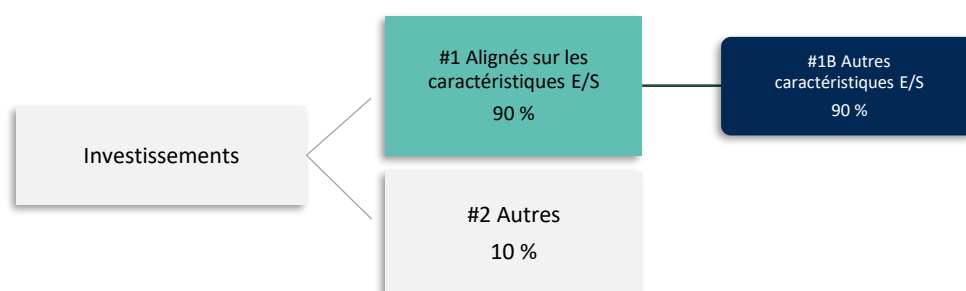 Investissements
#1 Alignés sur les
caractéristiques E/S
90 %
#2 Autres
10 %
#1B Autres
caractéristiques E/S
90 %